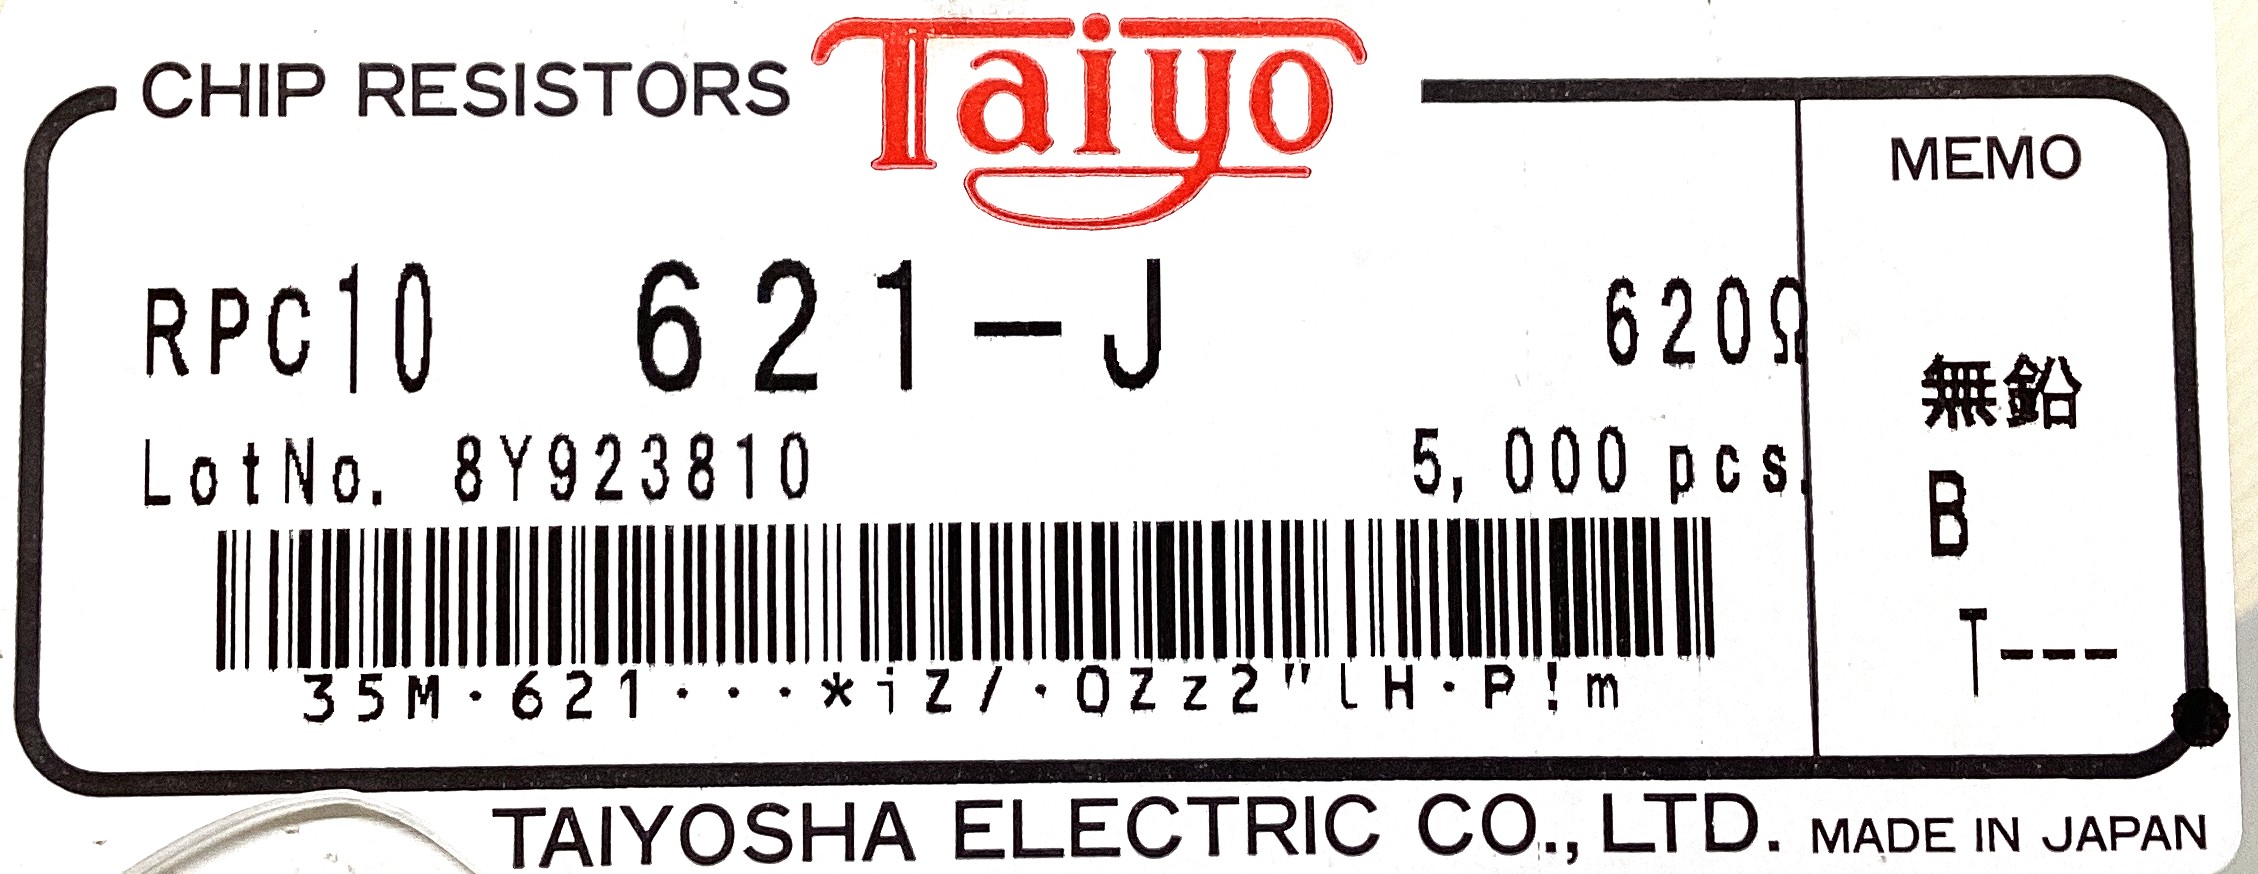 CHIP RESISTORS Taiyo
MEMO
RPC10 621-J 620Ω
無鉛
LotNo. 8Y923810 5,000 pcs.
B
T---
35M·621···*iZ/·0Zz2"lH·P!m
TAIYOSHA ELECTRIC CO.,LTD. MADE IN JAPAN